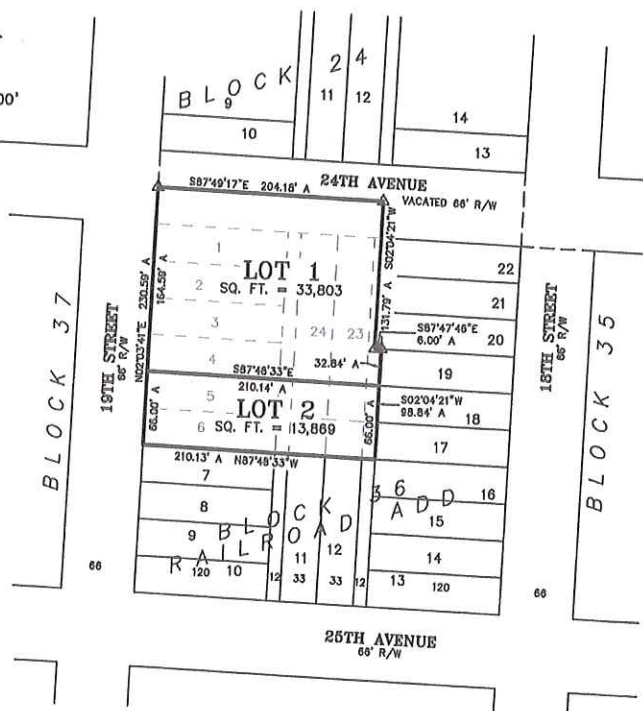 00'
BLOCK 24
9
10
11
12
14
13
24TH AVENUE
VACATED 66' R/W
S87°49'17"E 204.18' A
S02°04'21"W
131.79' A
N02°03'41"E 230.59' A
164.59' A
1
2
3
4
LOT 1
SQ. FT. = 33,803
24
23
22
21
20
19
18
17
S87°47'46"E
6.00' A
32.84' A
S87°48'33"E
210.14' A
S02°04'21"W
98.84' A
5
6
LOT 2
SQ. FT. = 13,869
66.00' A
66.00' A
210.13' A N87°48'33"W
19TH STREET
66' R/W
18TH STREET
66' R/W
BLOCK 37
BLOCK 35
7
8
9
10
120
BLOCK 36
RAILROAD ADD
11
12
12
33
33
12
16
15
14
13
120
66
66
25TH AVENUE
66' R/W